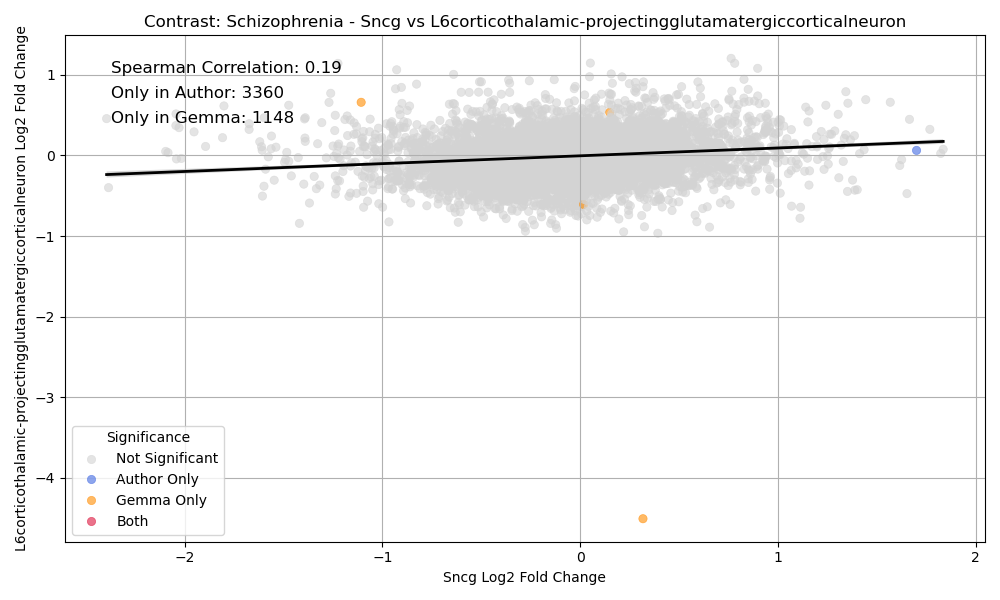 Contrast: Schizophrenia - Sncg vs L6corticothalamic-projectingglutamatergiccorticalneuron
L6corticothalamic-projectingglutamatergiccorticalneuron Log2 Fold Change
Spearman Correlation: 0.19
Only in Author: 3360
Only in Gemma: 1148
1
0
−1
−2
−3
−4
Significance
Not Significant
Author Only
Gemma Only
Both
−2
−1
0
1
2
Sncg Log2 Fold Change